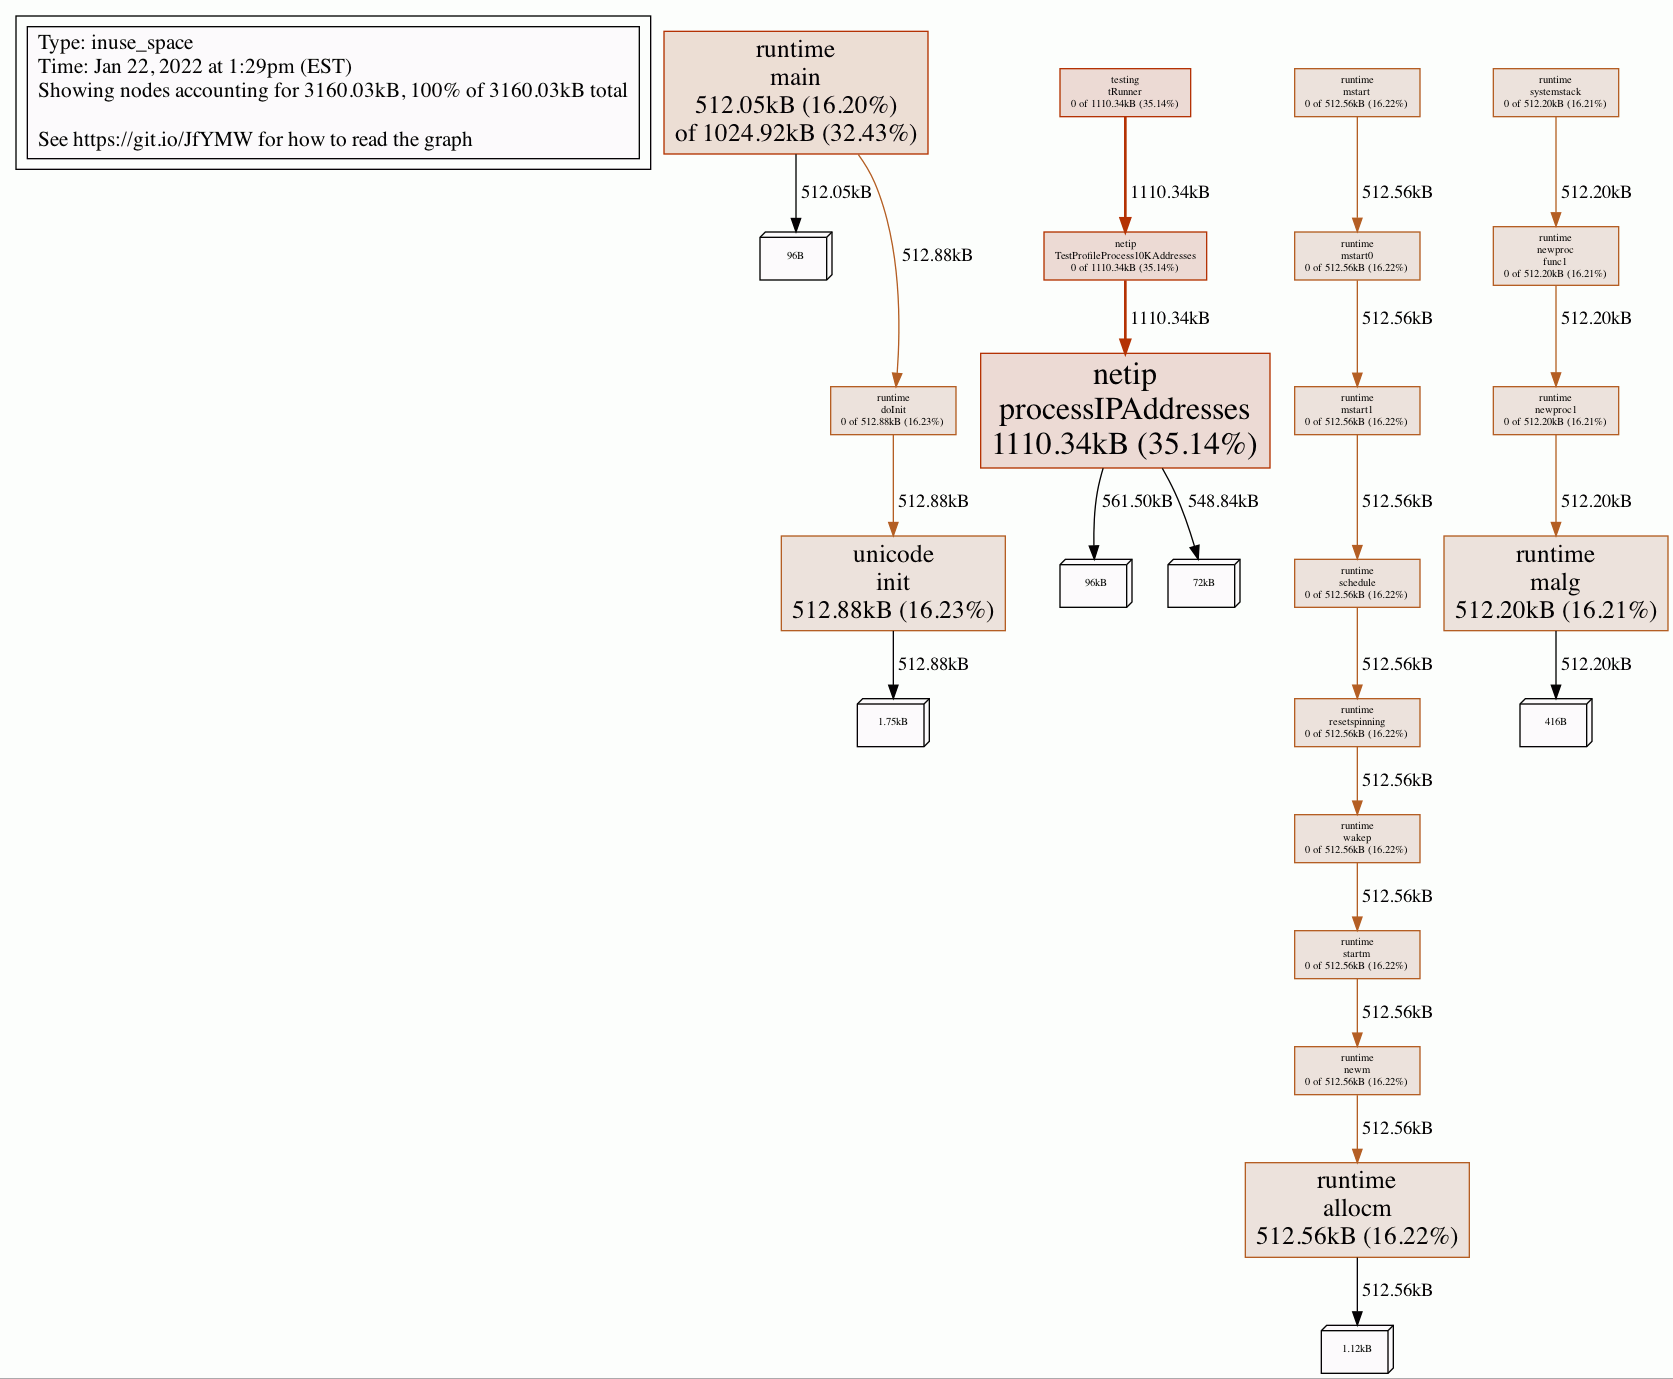 Type: inuse_space
Time: Jan 22, 2022 at 1:29pm (EST)
Showing nodes accounting for 3160.03kB, 100% of 3160.03kB total
See https://git.io/JfYMW for how to read the graph
runtime
main
512.05kB (16.20%)
of 1024.92kB (32.43%)
512.05kB
96B
512.88kB
runtime
doInit
0 of 512.88kB (16.23%)
512.88kB
unicode
init
512.88kB (16.23%)
512.88kB
1.75kB
testing
tRunner
0 of 1110.34kB (35.14%)
1110.34kB
netip
TestProfileProcess10KAddresses
0 of 1110.34kB (35.14%)
1110.34kB
netip
processIPAddresses
1110.34kB (35.14%)
561.50kB
548.84kB
96kB
72kB
runtime
mstart
0 of 512.56kB (16.22%)
512.56kB
runtime
mstart0
0 of 512.56kB (16.22%)
512.56kB
runtime
mstart1
0 of 512.56kB (16.22%)
512.56kB
runtime
schedule
0 of 512.56kB (16.22%)
512.56kB
runtime
resetspinning
0 of 512.56kB (16.22%)
512.56kB
runtime
wakep
0 of 512.56kB (16.22%)
512.56kB
runtime
startm
0 of 512.56kB (16.22%)
512.56kB
runtime
newm
0 of 512.56kB (16.22%)
512.56kB
runtime
allocm
512.56kB (16.22%)
512.56kB
1.12kB
runtime
systemstack
0 of 512.20kB (16.21%)
512.20kB
runtime
newproc
func1
0 of 512.20kB (16.21%)
512.20kB
runtime
newproc1
0 of 512.20kB (16.21%)
512.20kB
runtime
malg
512.20kB (16.21%)
512.20kB
416B